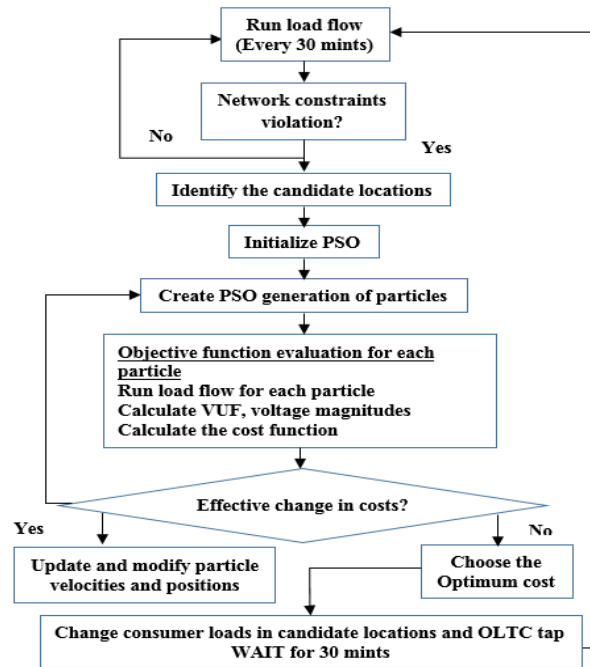 Run load flow
(Every 30 mints)
Network constraints
violation?
No
Yes
Identify the candidate locations
Initialize PSO
Create PSO generation of particles
Objective function evaluation for each
particle
Run load flow for each particle
Calculate VUF, voltage magnitudes
Calculate the cost function
Effective change in costs?
Yes
No
Update and modify particle
velocities and positions
Choose the
Optimum cost
Change consumer loads in candidate locations and OLTC tap
WAIT for 30 mints